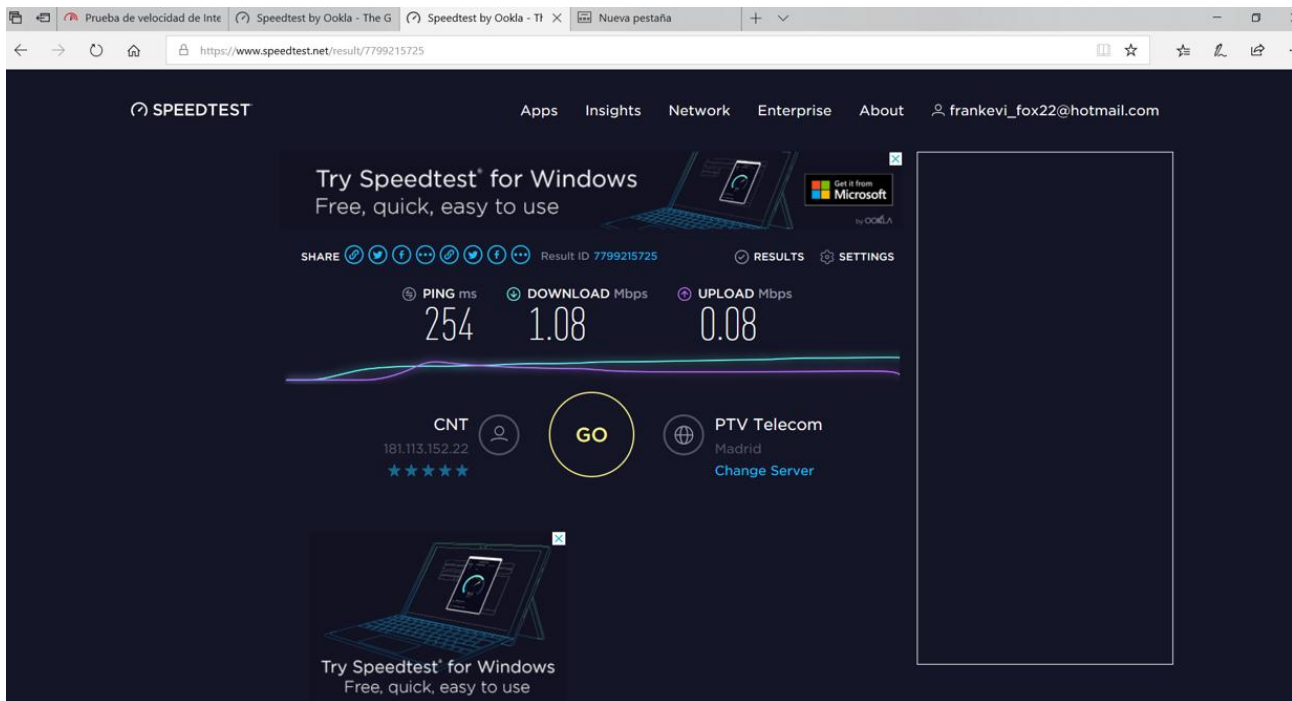 Prueba de velocidad de Inte
Speedtest by Ookla - The G
Speedtest by Ookla - Th
Nueva pestaña
https://www.speedtest.net/result/7799215725
SPEEDTEST
Apps Insights Network Enterprise About frankevi_fox22@hotmail.com
Try Speedtest® for Windows
Free, quick, easy to use
Get it from
Microsoft
by OOKLA
SHARE Result ID 7799215725 RESULTS SETTINGS
PING ms DOWNLOAD Mbps UPLOAD Mbps
254 1.08 0.08
CNT
181.113.152.22
GO
PTV Telecom
Madrid
Change Server
Try Speedtest® for Windows
Free, quick, easy to use